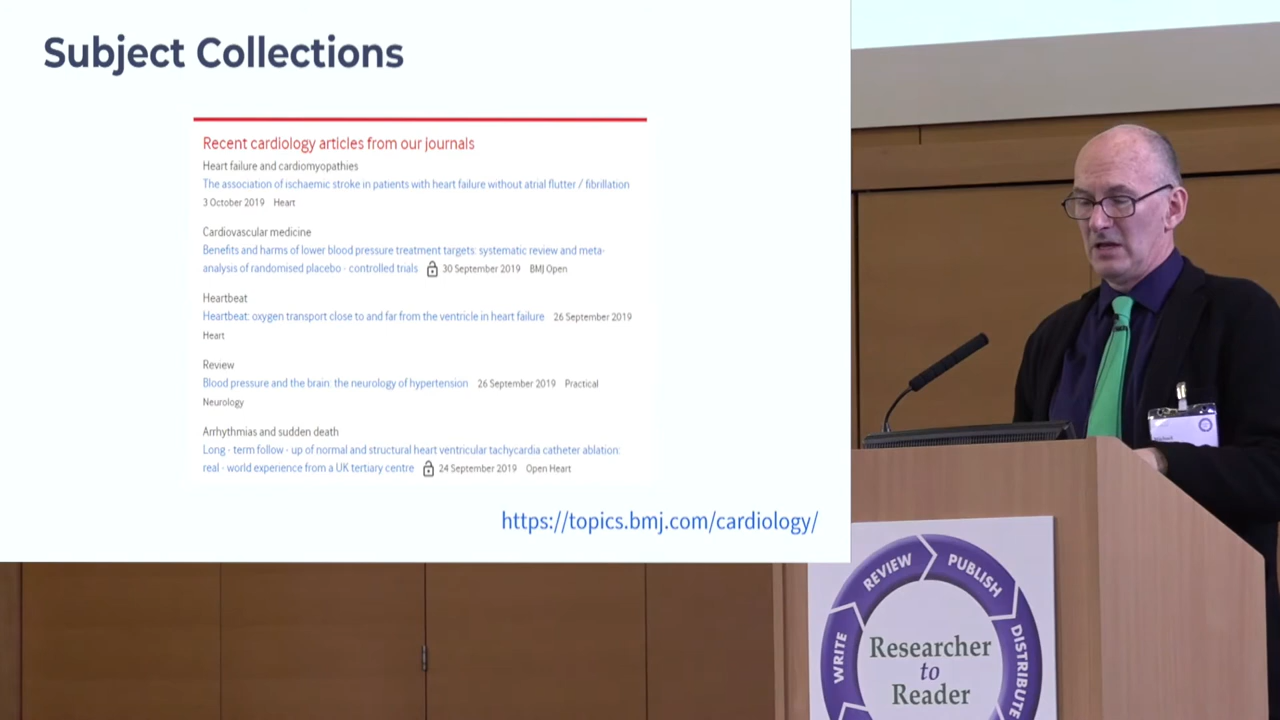 Subject Collections
Recent cardiology articles from our journals
Heart failure and cardiomyopathies
The association of ischaemic stroke in patients with heart failure without atrial flutter / fibrillation
3 October 2019 Heart
Cardiovascular medicine
Benefits and harms of lower blood pressure treatment targets: systematic review and meta-
analysis of randomised placebo - controlled trials 30 September 2019 BMJ Open
Heartbeat
Heartbeat: oxygen transport close to and far from the ventricle in heart failure 26 September 2019
Heart
Review
Blood pressure and the brain: the neurology of hypertension 26 September 2019 Practical
Neurology
Arrhythmias and sudden death
Long - term follow - up of normal and structural heart ventricular tachycardia catheter ablation:
real - world experience from a UK tertiary centre 24 September 2019 Open Heart
https://topics.bmj.com/cardiology/
WRITE
REVIEW
PUBLISH
DISTRIBUTE
Researcher
to
Reader